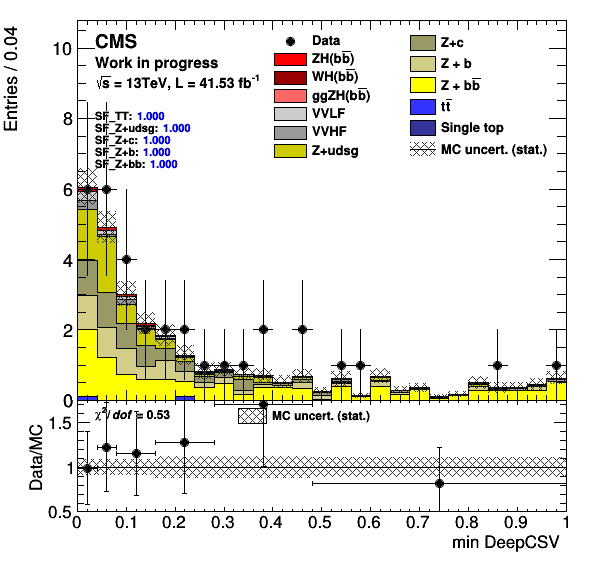 Entries / 0.04
10
8
6
4
2
0
CMS
Work in progress
√s = 13TeV, L = 41.53 fb⁻¹
SF_TT: 1.000
SF_Z+udsg: 1.000
SF_Z+c: 1.000
SF_Z+b: 1.000
SF_Z+bb: 1.000
Data
ZH(bb̅)
WH(bb̅)
ggZH(bb̅)
VVLF
VVHF
Z+udsg
Z+c
Z + b
Z + bb̅
tt̅
Single top
MC uncert. (stat.)
Data/MC
1.5
1
0.5
χ²/dof = 0.53
MC uncert. (stat.)
0 0.1 0.2 0.3 0.4 0.5 0.6 0.7 0.8 0.9 1
min DeepCSV